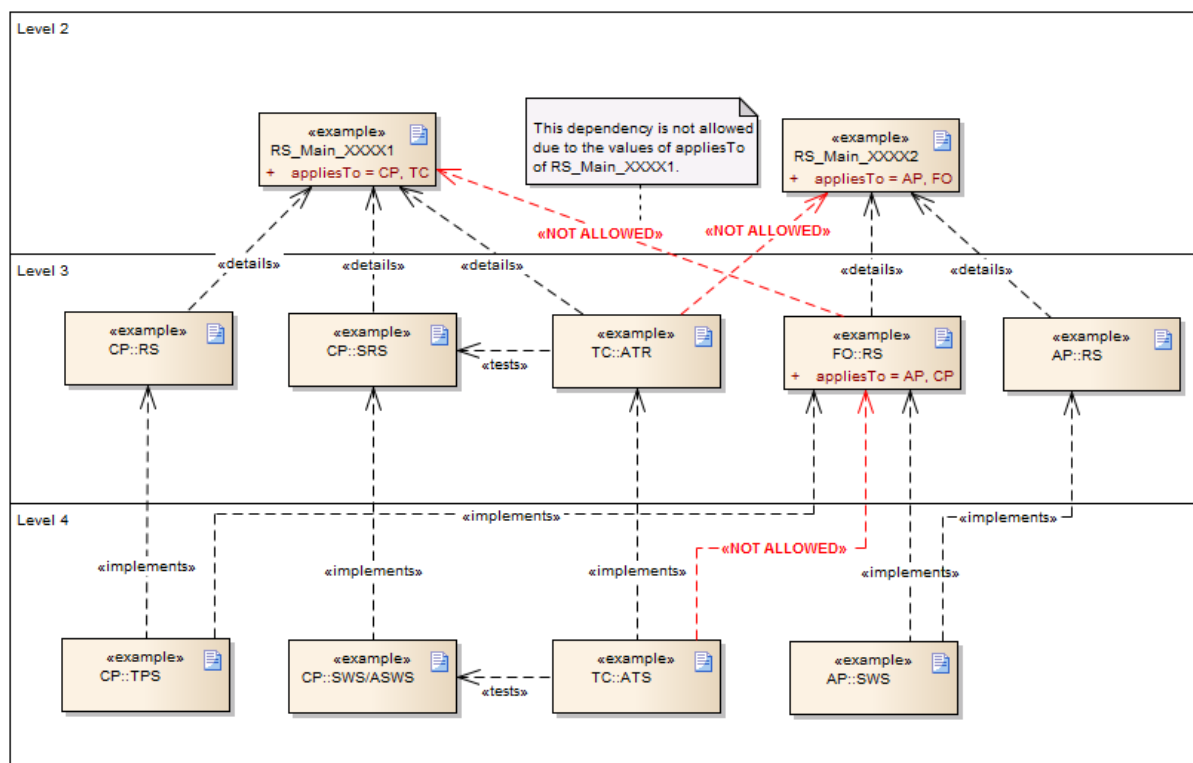 Level 2
«example»
RS_Main_XXXX1
+ appliesTo = CP, TC
This dependency is not allowed
due to the values of appliesTo
of RS_Main_XXXX1.
«example»
RS_Main_XXXX2
+ appliesTo = AP, FO
«NOT ALLOWED»
«NOT ALLOWED»
Level 3
«details»
«details»
«details»
«details»
«details»
«example»
CP::RS
«example»
CP::SRS
«tests»
«example»
TC::ATR
«example»
FO::RS
+ appliesTo = AP, CP
«example»
AP::RS
Level 4
«implements»
«implements»
«NOT ALLOWED»
«implements»
«implements»
«implements»
«implements»
«example»
CP::TPS
«example»
CP::SWS/ASWS
«tests»
«example»
TC::ATS
«example»
AP::SWS